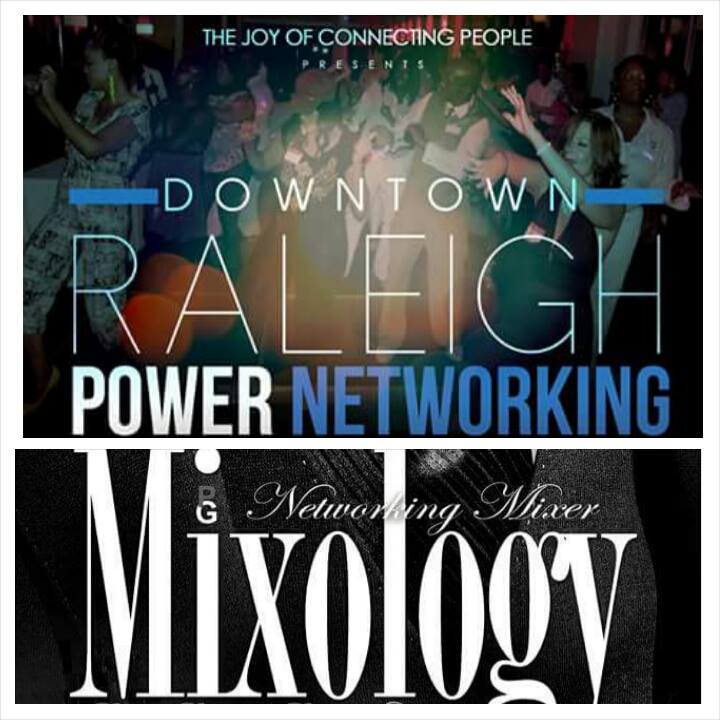 THE JOY OF CONNECTING PEOPLE
PRESENTS
DOWNTOWN
RALEIGH
POWER NETWORKING
Networking Mixer
G
Mixology